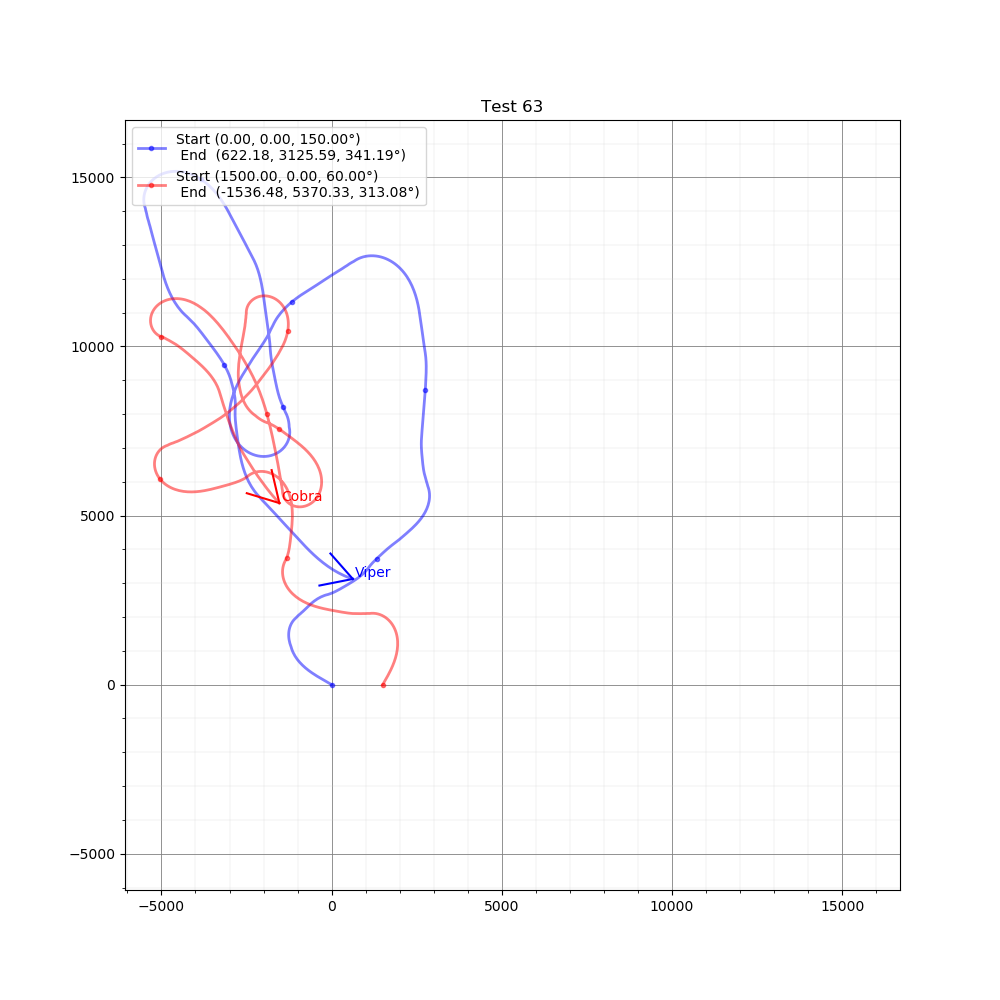 Test 63
Start (0.00, 0.00, 150.00°)
End (622.18, 3125.59, 341.19°)
Start (1500.00, 0.00, 60.00°)
End (-1536.48, 5370.33, 313.08°)
15000
10000
5000
0
−5000
Cobra
Viper
−5000 0 5000 10000 15000